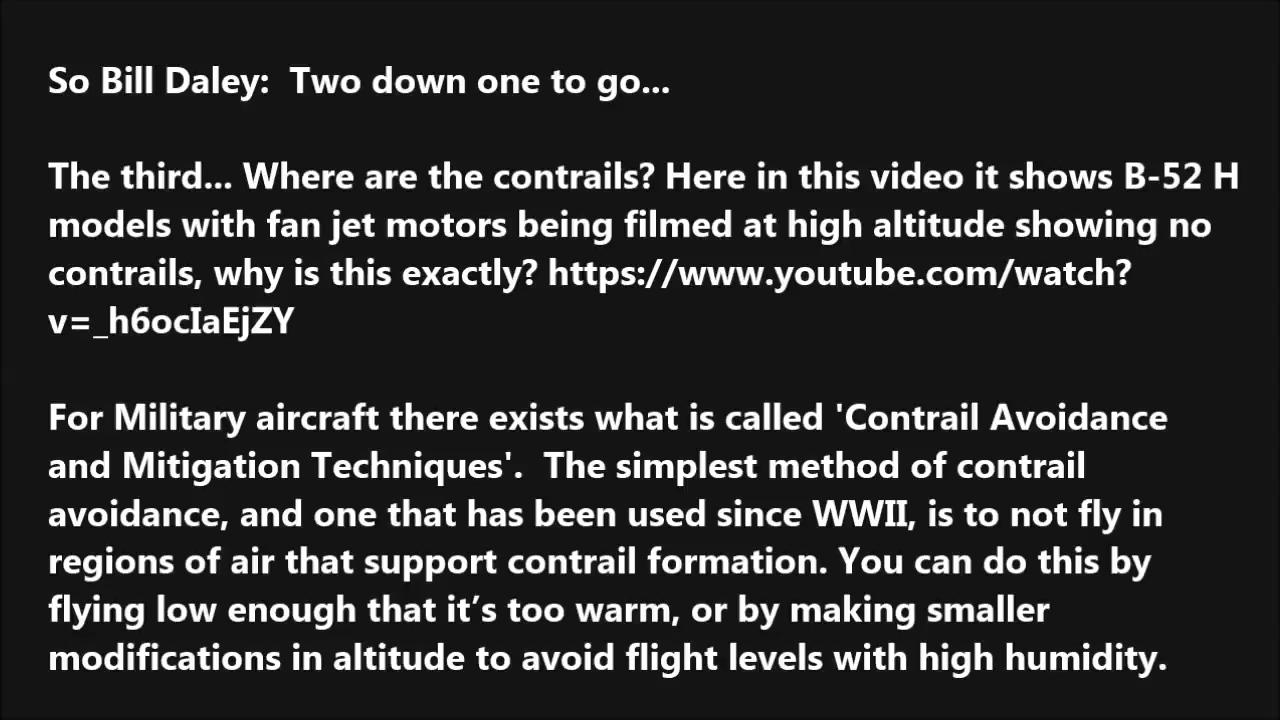 So Bill Daley:  Two down one to go...
The third... Where are the contrails? Here in this video it shows B-52 H
models with fan jet motors being filmed at high altitude showing no
contrails, why is this exactly? https://www.youtube.com/watch?
v=_h6ocIaEjZY
For Military aircraft there exists what is called 'Contrail Avoidance
and Mitigation Techniques'.  The simplest method of contrail
avoidance, and one that has been used since WWII, is to not fly in
regions of air that support contrail formation. You can do this by
flying low enough that it’s too warm, or by making smaller
modifications in altitude to avoid flight levels with high humidity.